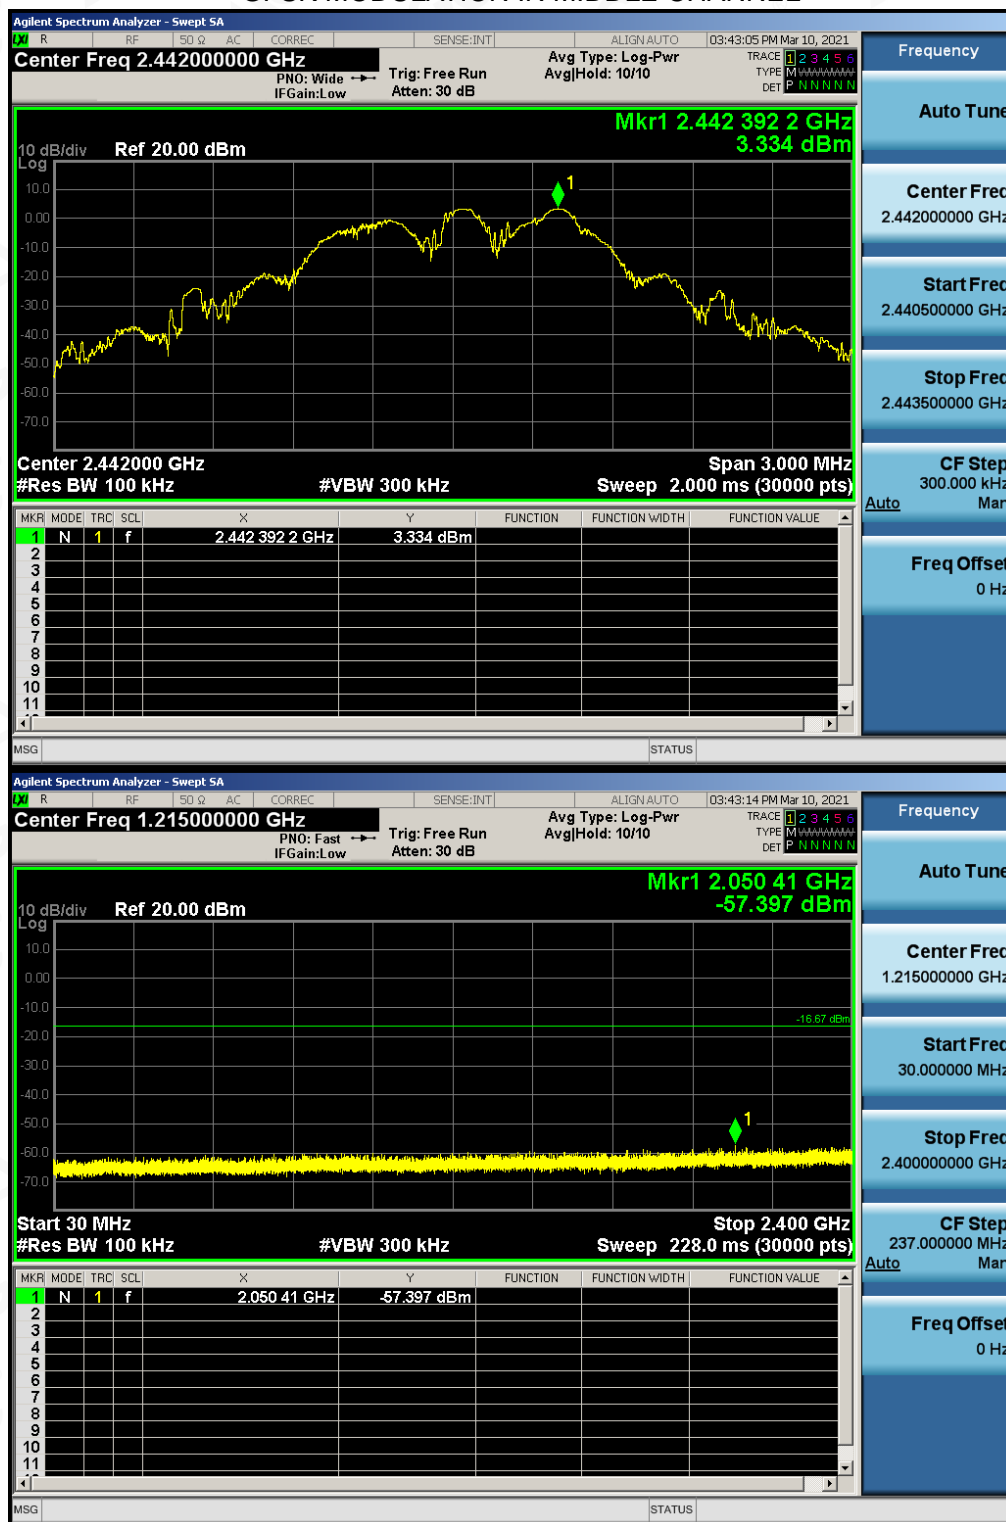 Agilent Spectrum Analyzer - Swept SA
LXI R RF 50 Ω AC CORREC SENSE:INT ALIGN AUTO 03:43:05 PM Mar 10, 2021
Center Freq 2.442000000 GHz
PNO: Wide
IFGain:Low
Trig: Free Run
Atten: 30 dB
Avg Type: Log-Pwr
Avg|Hold: 10/10
TRACE 1 2 3 4 5 6
TYPE M
DET P N N N N N
Mkr1 2.442 392 2 GHz
3.334 dBm
10 dB/div Ref 20.00 dBm
Log
10.0
0.00
-10.0
-20.0
-30.0
-40.0
-50.0
-60.0
-70.0
1
Center 2.442000 GHz Span 3.000 MHz
#Res BW 100 kHz #VBW 300 kHz Sweep 2.000 ms (30000 pts)
MKR MODE TRC SCL X Y FUNCTION FUNCTION WIDTH FUNCTION VALUE
1 N 1 f 2.442 392 2 GHz 3.334 dBm
2
3
4
5
6
7
8
9
10
11
MSG STATUS
Frequency
Auto Tune
Center Freq
2.442000000 GHz
Start Freq
2.440500000 GHz
Stop Freq
2.443500000 GHz
CF Step
300.000 kHz
Auto Man
Freq Offset
0 Hz
Agilent Spectrum Analyzer - Swept SA
LXI R RF 50 Ω AC CORREC SENSE:INT ALIGN AUTO 03:43:14 PM Mar 10, 2021
Center Freq 1.215000000 GHz
PNO: Fast
IFGain:Low
Trig: Free Run
Atten: 30 dB
Avg Type: Log-Pwr
Avg|Hold: 10/10
TRACE 1 2 3 4 5 6
TYPE M
DET P N N N N N
Mkr1 2.050 41 GHz
-57.397 dBm
10 dB/div Ref 20.00 dBm
Log
10.0
0.00
-10.0
-20.0
-30.0
-40.0
-50.0
-60.0
-70.0
-16.67 dBm
1
Start 30 MHz Stop 2.400 GHz
#Res BW 100 kHz #VBW 300 kHz Sweep 228.0 ms (30000 pts)
MKR MODE TRC SCL X Y FUNCTION FUNCTION WIDTH FUNCTION VALUE
1 N 1 f 2.050 41 GHz -57.397 dBm
2
3
4
5
6
7
8
9
10
11
MSG STATUS
Frequency
Auto Tune
Center Freq
1.215000000 GHz
Start Freq
30.000000 MHz
Stop Freq
2.400000000 GHz
CF Step
237.000000 MHz
Auto Man
Freq Offset
0 Hz